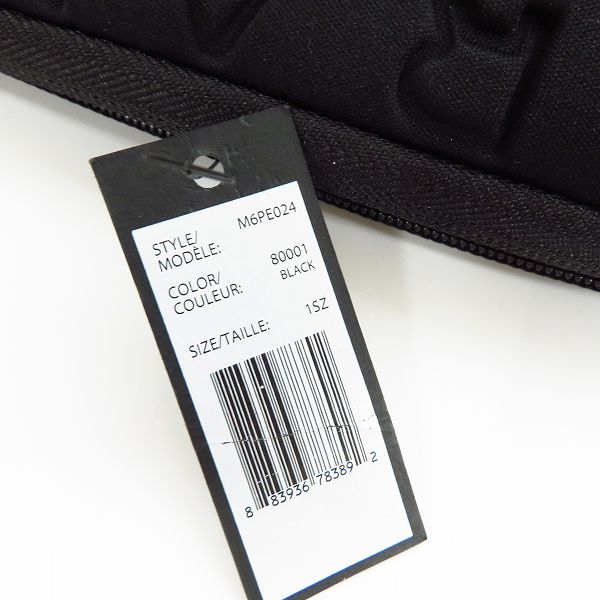 STYLE/
MODÈLE: M6PE024
COLOR/ 80001
COULEUR: BLACK
SIZE/TAILLE: 1SZ
8 83936 78389 2